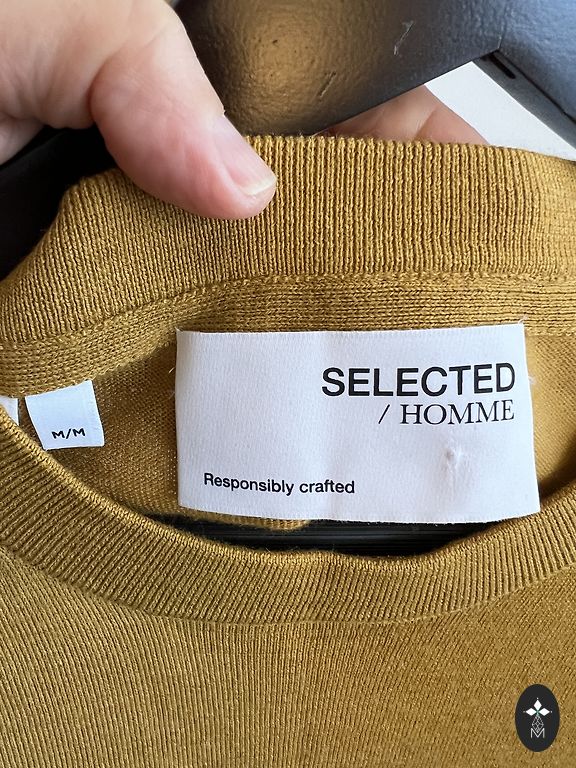 SELECTED
/ HOMME
M/M
Responsibly crafted
M